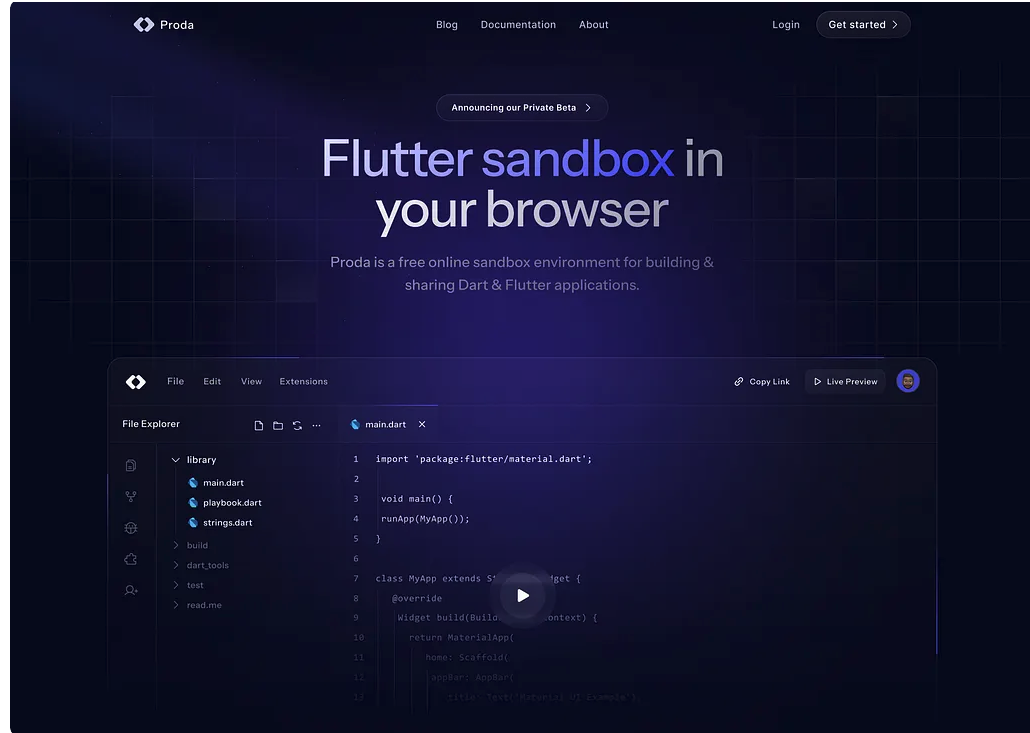 Proda
Blog Documentation About
Login Get started
Announcing our Private Beta
Flutter sandbox in
your browser
Proda is a free online sandbox environment for building &
sharing Dart & Flutter applications.
File Edit View Extensions
Copy Link Live Preview
File Explorer
main.dart
library
main.dart
playbook.dart
strings.dart
build
dart_tools
test
read.me
1 import 'package:flutter/material.dart';
2
3 void main() {
4 runApp(MyApp());
5 }
6
7 class MyApp extends St dget {
8 @override
9 Widget build(Build ontext) {
10 return MaterialApp(
11 home: Scaffold(
12 appBar: AppBar(
13 title: Text('Material UI Example'),